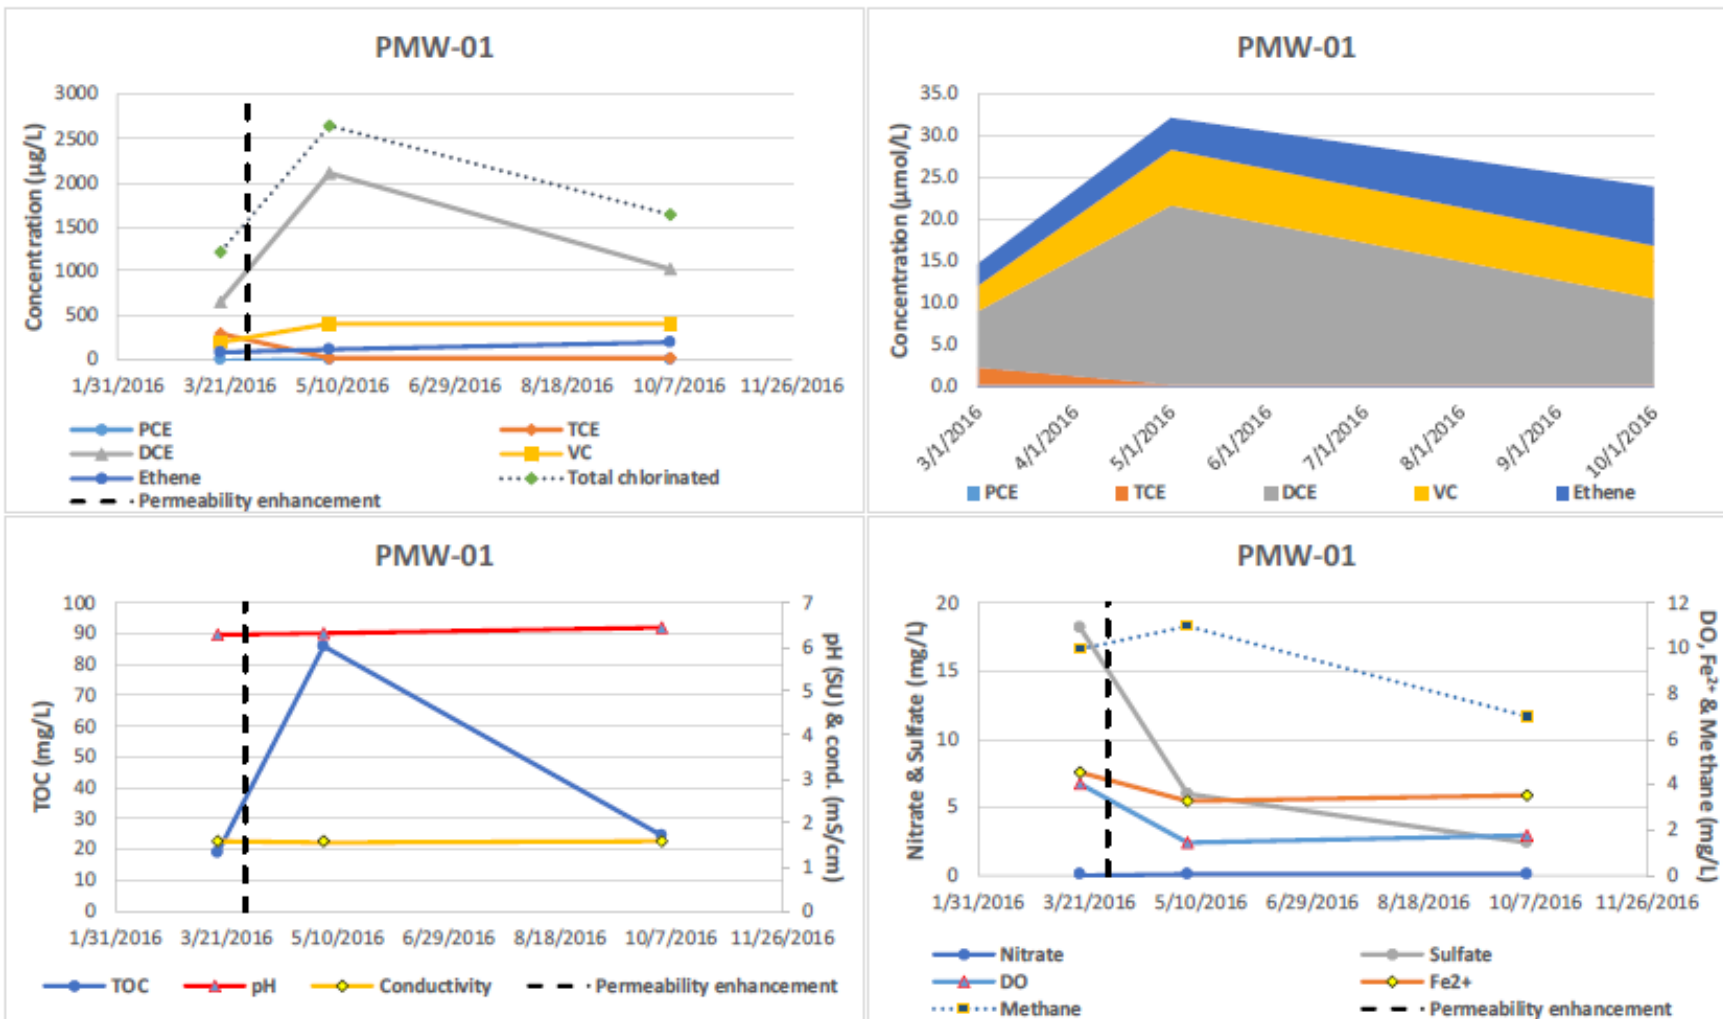 PMW-01
Concentration (µg/L)
3000
2500
2000
1500
1000
500
0
1/31/2016 3/21/2016 5/10/2016 6/29/2016 8/18/2016 10/7/2016 11/26/2016
PCE TCE
DCE VC
Ethene Total chlorinated
Permeability enhancement
PMW-01
Concentration (µmol/L)
35.0
30.0
25.0
20.0
15.0
10.0
5.0
0.0
3/1/2016 4/1/2016 5/1/2016 6/1/2016 7/1/2016 8/1/2016 9/1/2016 10/1/2016
PCE TCE DCE VC Ethene
PMW-01
TOC (mg/L)
100
90
80
70
60
50
40
30
20
10
0
7
6
5
4
3
2
1
0
pH (SU) & cond. (mS/cm)
1/31/2016 3/21/2016 5/10/2016 6/29/2016 8/18/2016 10/7/2016 11/26/2016
TOC pH Conductivity Permeability enhancement
PMW-01
Nitrate & Sulfate (mg/L)
20
15
10
5
0
12
10
8
6
4
2
0
DO, Fe²⁺ & Methane (mg/L)
1/31/2016 3/21/2016 5/10/2016 6/29/2016 8/18/2016 10/7/2016 11/26/2016
Nitrate Sulfate
DO Fe2+
Methane Permeability enhancement